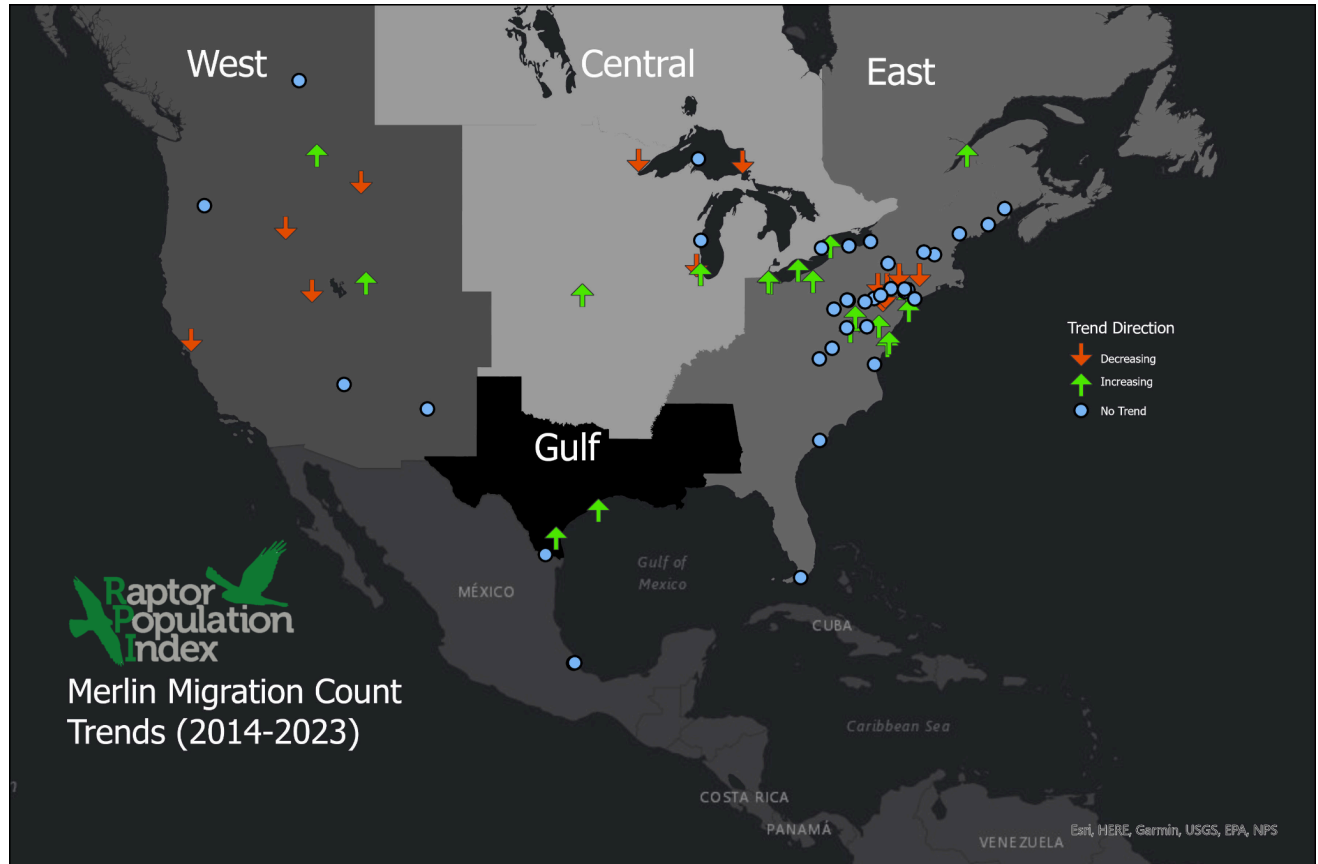 West
Central
East
Trend Direction
Decreasing
Increasing
No Trend
Gulf
Gulf of
Mexico
MÉXICO
CUBA
Raptor
Population
Index
Merlin Migration Count
Trends (2014-2023)
Caribbean Sea
COSTA RICA
PANAMÁ
VENEZUELA
Esri, HERE, Garmin, USGS, EPA, NPS